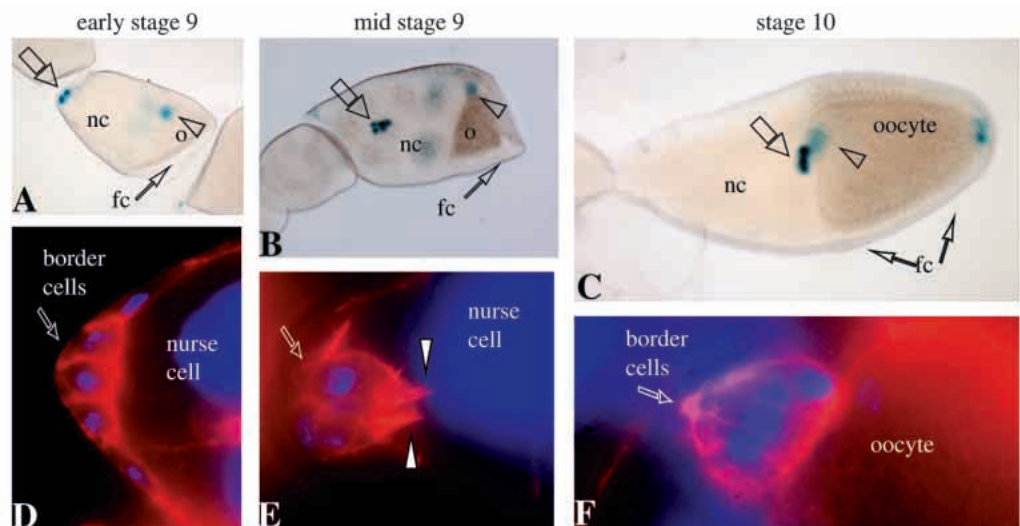 early stage 9
mid stage 9
stage 10
nc
o
fc
A
nc
o
fc
B
oocyte
nc
fc
C
border
cells
nurse
cell
D
nurse
cell
E
border
cells
oocyte
F